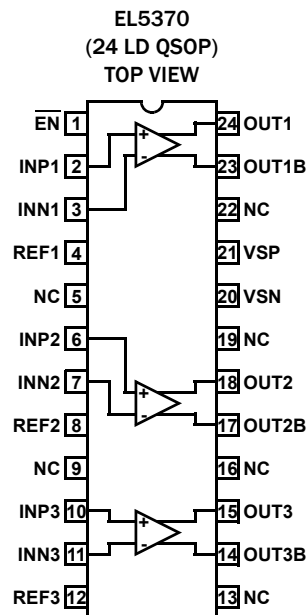 EL5370
(24 LD QSOP)
TOP VIEW
EN 1 24 OUT1
INP1 2 + - 23 OUT1B
INN1 3 22 NC
REF1 4 21 VSP
NC 5 20 VSN
INP2 6 19 NC
INN2 7 + - 18 OUT2
REF2 8 17 OUT2B
NC 9 16 NC
INP3 10 + 15 OUT3
INN3 11 - 14 OUT3B
REF3 12 13 NC